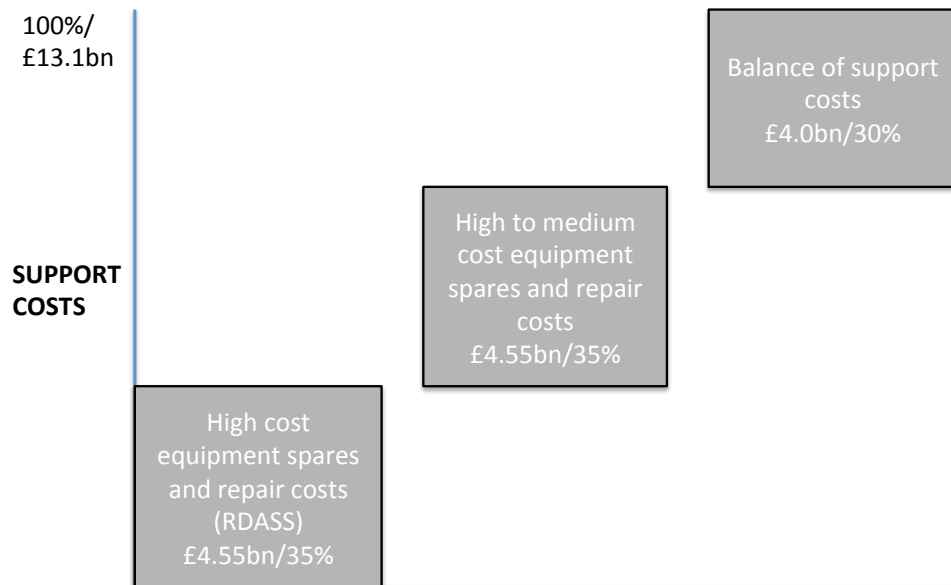 100%/
£13.1bn
Balance of support
costs
£4.0bn/30%
High to medium
cost equipment
spares and repair
costs
£4.55bn/35%
SUPPORT
COSTS
High cost
equipment spares
and repair costs
(RDASS)
£4.55bn/35%